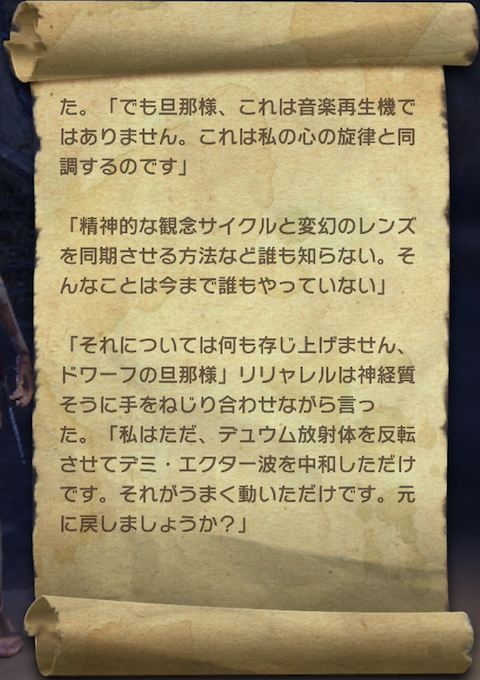 た。「でも旦那様、これは音楽再生機で
はありません。これは私の心の旋律と同
調するのです」
「精神的な観念サイクルと変幻のレンズ
を同期させる方法など誰も知らない。そ
んなことは今まで誰もやっていない」
「それについては何も存じ上げません、
ドワーフの旦那様」リリャレルは神経質
そうに手をねじり合わせながら言っ
た。「私はただ、デュウム放射体を反転
させてデミ・エクター波を中和しただけ
です。それがうまく動いただけです。元
に戻しましょうか？」